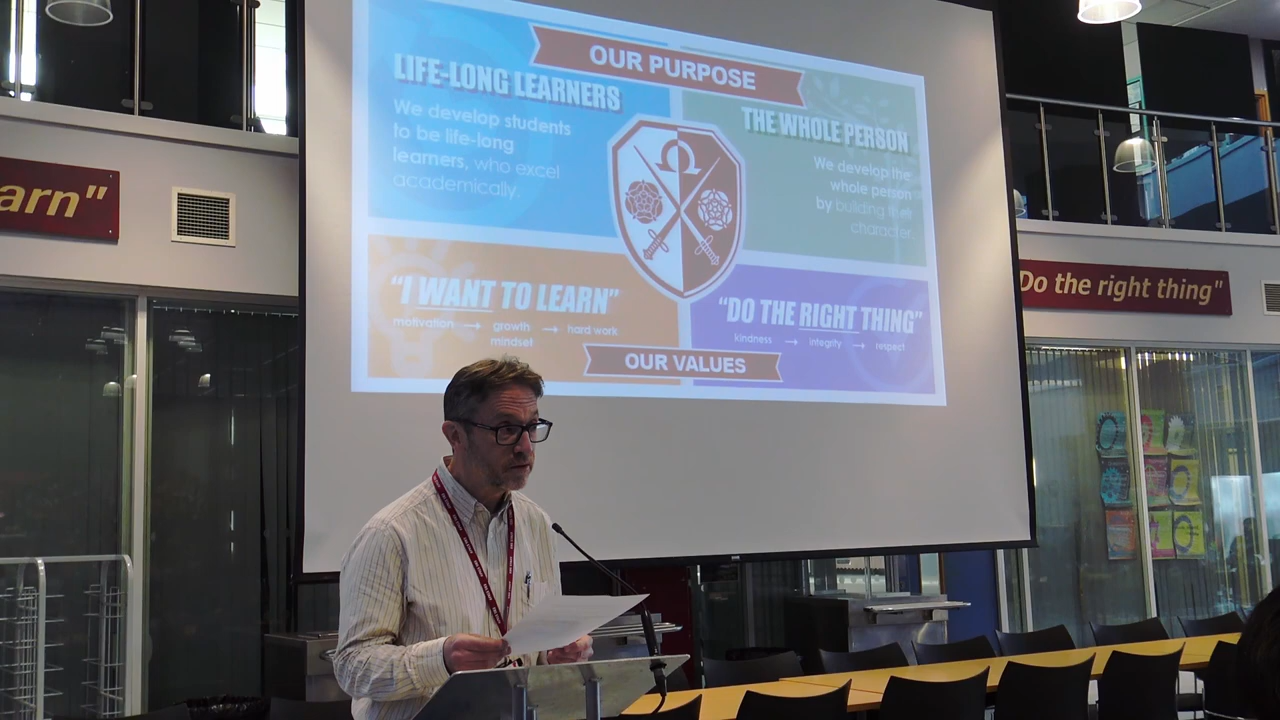 OUR PURPOSE
LIFE-LONG LEARNERS
We develop students
to be life-long
learners, who excel
academically.
THE WHOLE PERSON
We develop the
whole person
by building their
character.
"I WANT TO LEARN"
motivation → growth mindset → hard work
"DO THE RIGHT THING"
kindness → integrity → respect
OUR VALUES
arn"
Do the right thing"